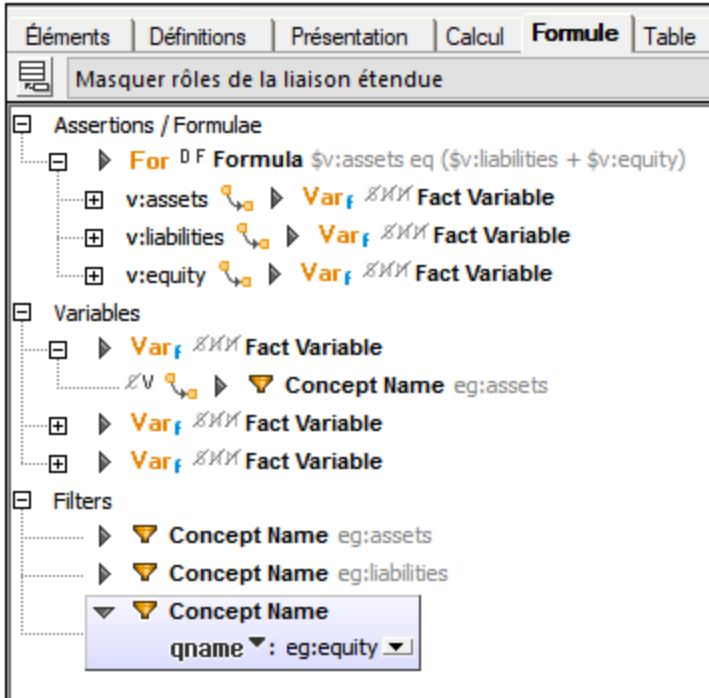 Éléments Définitions Présentation Calcul Formule Table
Masquer rôles de la liaison étendue
Assertions / Formulae
For D F Formula $v:assets eq ($v:liabilities + $v:equity)
v:assets Var f Fact Variable
v:liabilities Var f Fact Variable
v:equity Var f Fact Variable
Variables
Var f Fact Variable
V Concept Name eg:assets
Var f Fact Variable
Var f Fact Variable
Filters
Concept Name eg:assets
Concept Name eg:liabilities
Concept Name
qname : eg:equity